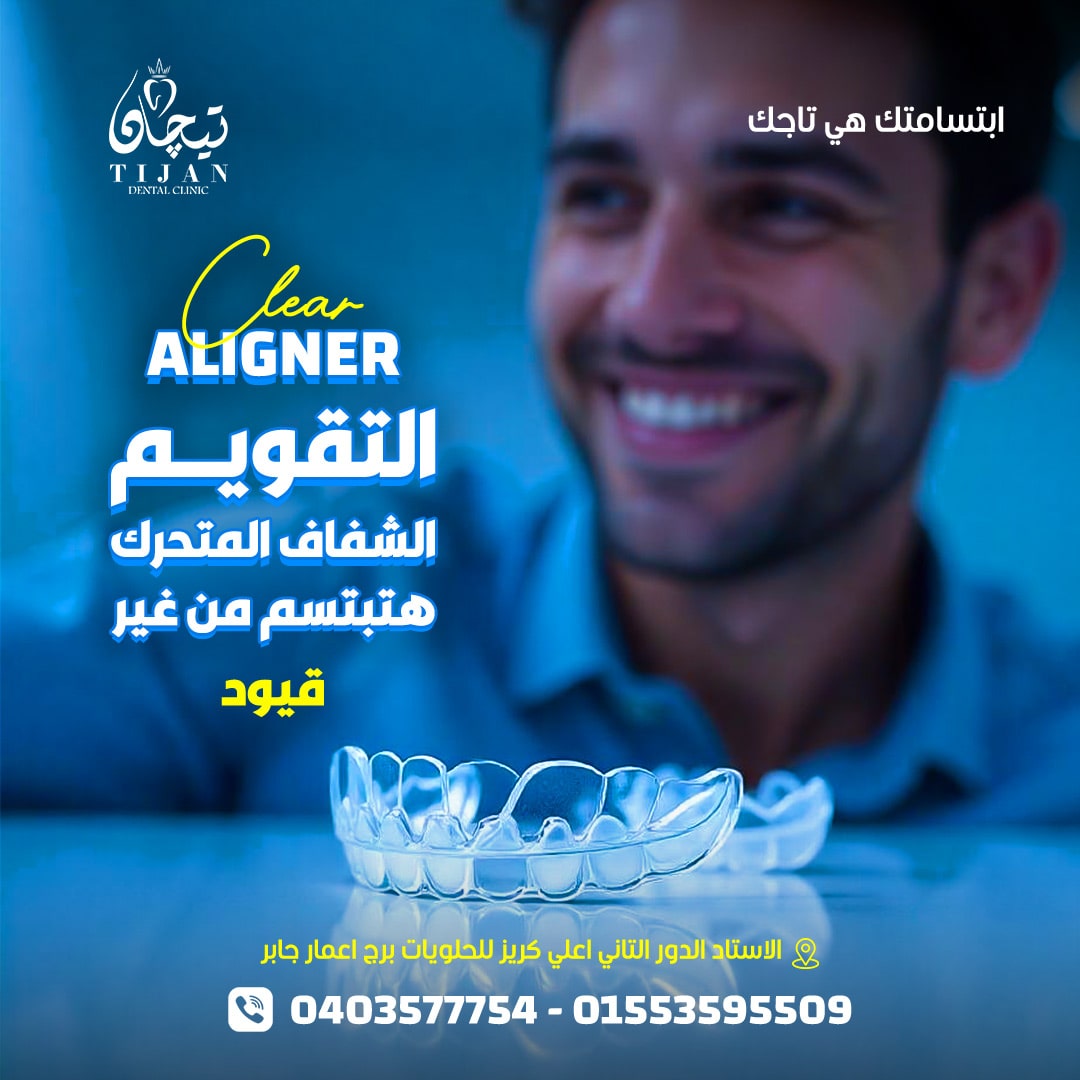 تيجان
TIJAN
DENTAL CLINIC
ابتسامتك هي تاجك
Clear
ALIGNER
التقويم
الشفاف المتحرك
هتبتسم من غير
قيود
الاستاد الدور التاني اعلي كريز للحلويات برج اعمار جابر
0403577754 - 01553595509